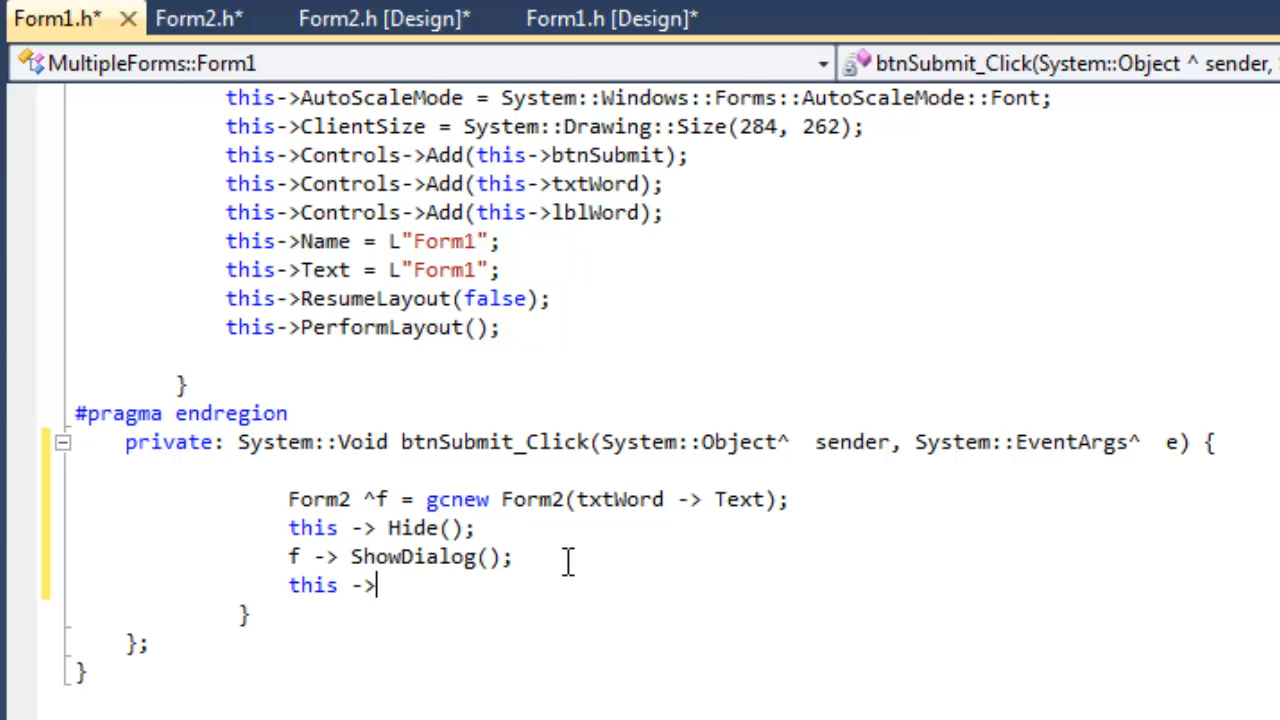 Form1.h* Form2.h* Form2.h [Design]* Form1.h [Design]*
MultipleForms::Form1 btnSubmit_Click(System::Object ^ sender,
this->AutoScaleMode = System::Windows::Forms::AutoScaleMode::Font;
this->ClientSize = System::Drawing::Size(284, 262);
this->Controls->Add(this->btnSubmit);
this->Controls->Add(this->txtWord);
this->Controls->Add(this->lblWord);
this->Name = L"Form1";
this->Text = L"Form1";
this->ResumeLayout(false);
this->PerformLayout();
}
#pragma endregion
private: System::Void btnSubmit_Click(System::Object^  sender, System::EventArgs^  e) {
Form2 ^f = gcnew Form2(txtWord -> Text);
this -> Hide();
f -> ShowDialog();
this ->
}
};
}